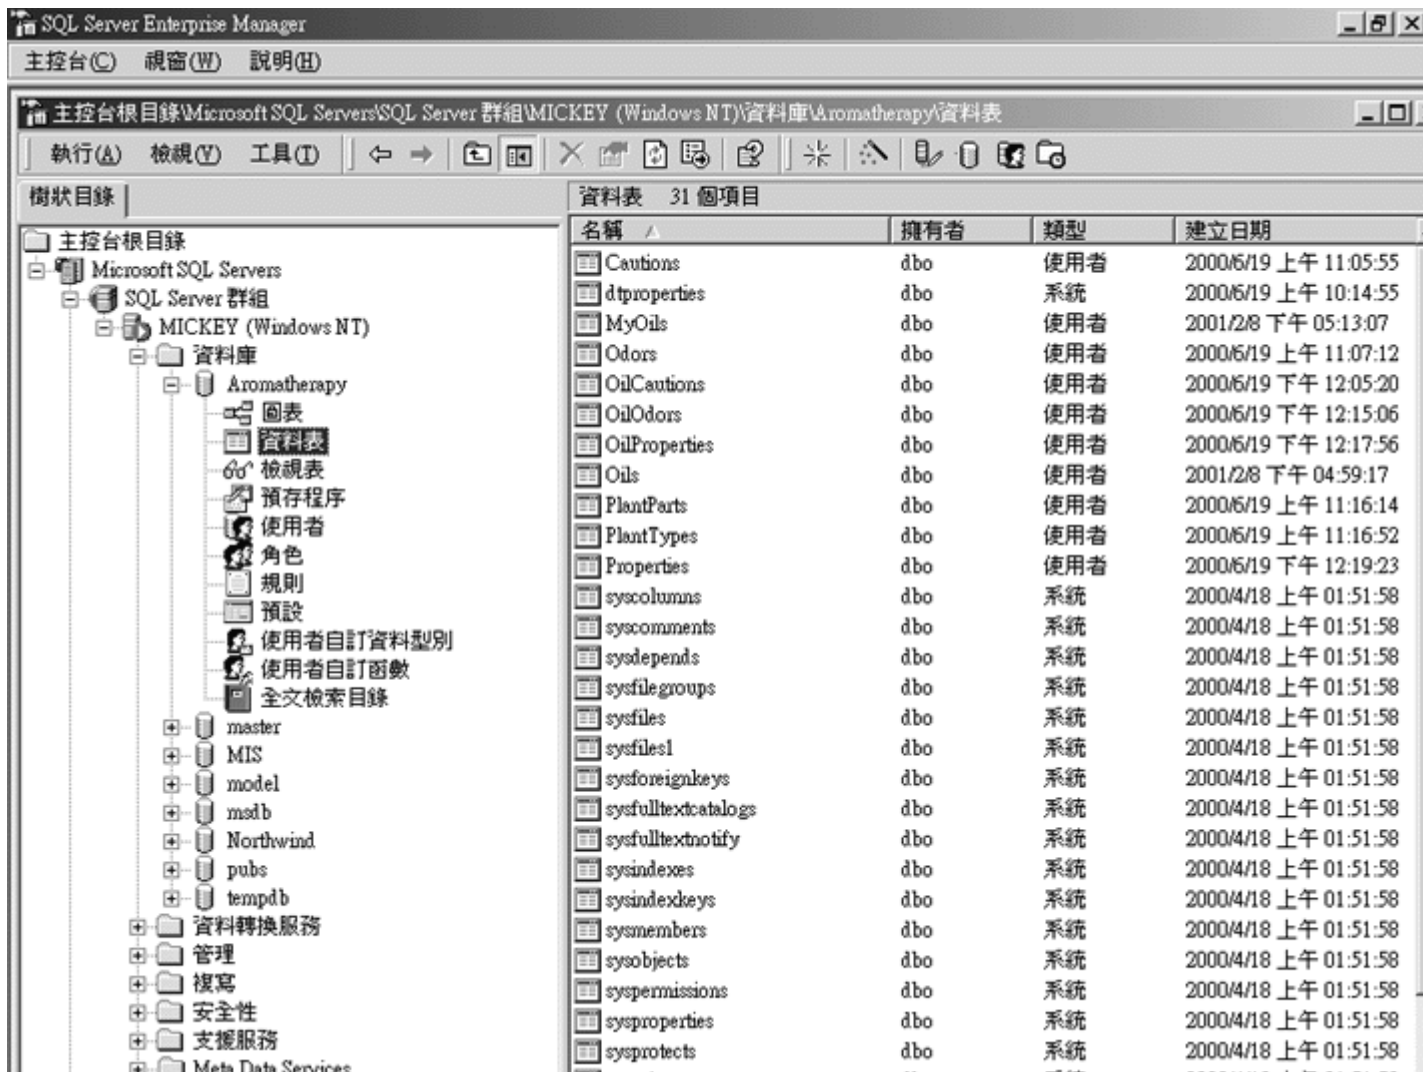 SQL Server Enterprise Manager
主控台(C) 視窗(W) 說明(H)
主控台根目錄\Microsoft SQL Servers\SQL Server 群組\MICKEY (Windows NT)\資料庫\Aromatherapy\資料表
執行(A) 檢視(V) 工具(T)
樹狀目錄
資料表 31 個項目
主控台根目錄
Microsoft SQL Servers
SQL Server 群組
MICKEY (Windows NT)
資料庫
Aromatherapy
圖表
資料表
檢視表
預存程序
使用者
角色
規則
預設
使用者自訂資料型別
使用者自訂函數
全文檢索目錄
master
MIS
model
msdb
Northwind
pubs
tempdb
資料轉換服務
管理
複寫
安全性
支援服務
Meta Data Services
名稱 擁有者 類型 建立日期
Cautions dbo 使用者 2000/6/19 上午 11:05:55
dtproperties dbo 系統 2000/6/19 上午 10:14:55
MyOils dbo 使用者 2001/2/8 下午 05:13:07
Odors dbo 使用者 2000/6/19 上午 11:07:12
OilCautions dbo 使用者 2000/6/19 下午 12:05:20
OilOdors dbo 使用者 2000/6/19 下午 12:15:06
OilProperties dbo 使用者 2000/6/19 下午 12:17:56
Oils dbo 使用者 2001/2/8 下午 04:59:17
PlantParts dbo 使用者 2000/6/19 上午 11:16:14
PlantTypes dbo 使用者 2000/6/19 上午 11:16:52
Properties dbo 使用者 2000/6/19 下午 12:19:23
syscolumns dbo 系統 2000/4/18 上午 01:51:58
syscomments dbo 系統 2000/4/18 上午 01:51:58
sysdepends dbo 系統 2000/4/18 上午 01:51:58
sysfilegroups dbo 系統 2000/4/18 上午 01:51:58
sysfiles dbo 系統 2000/4/18 上午 01:51:58
sysfiles1 dbo 系統 2000/4/18 上午 01:51:58
sysforeignkeys dbo 系統 2000/4/18 上午 01:51:58
sysfulltextcatalogs dbo 系統 2000/4/18 上午 01:51:58
sysfulltextnotify dbo 系統 2000/4/18 上午 01:51:58
sysindexes dbo 系統 2000/4/18 上午 01:51:58
sysindexkeys dbo 系統 2000/4/18 上午 01:51:58
sysmembers dbo 系統 2000/4/18 上午 01:51:58
sysobjects dbo 系統 2000/4/18 上午 01:51:58
syspermissions dbo 系統 2000/4/18 上午 01:51:58
sysproperties dbo 系統 2000/4/18 上午 01:51:58
sysprotects dbo 系統 2000/4/18 上午 01:51:58